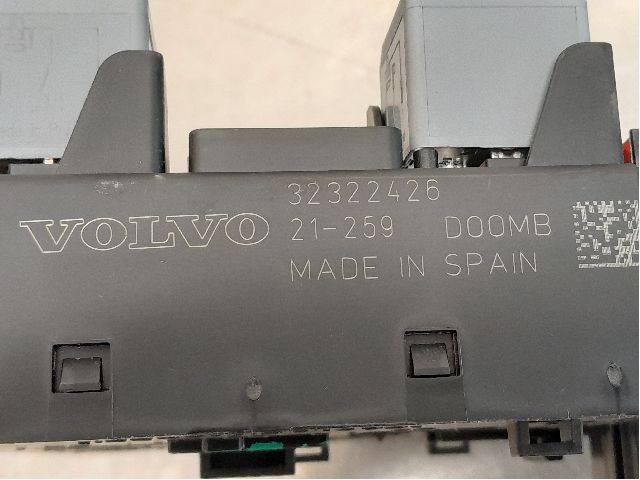 32322426
VOLVO 21-259 D00MB
MADE IN SPAIN